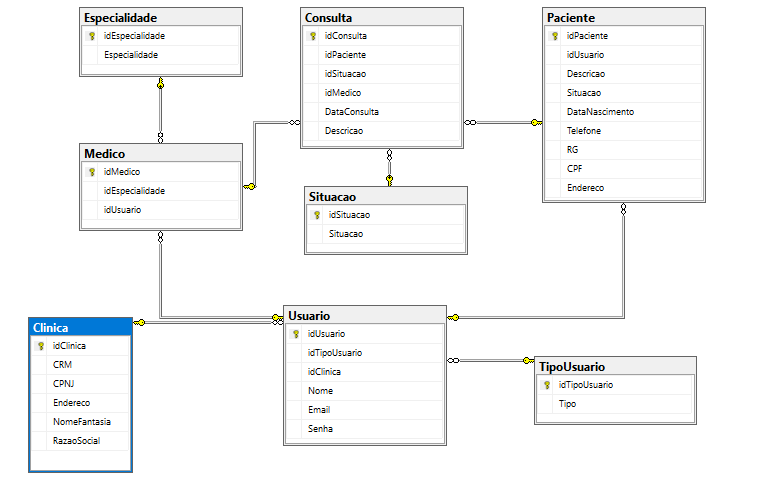 Especialidade
idEspecialidade
Especialidade
Consulta
idConsulta
idPaciente
idSituacao
idMedico
DataConsulta
Descricao
Paciente
idPaciente
idUsuario
Descricao
Situacao
DataNascimento
Telefone
RG
CPF
Endereco
Medico
idMedico
idEspecialidade
idUsuario
Situacao
idSituacao
Situacao
Clinica
idClinica
CRM
CPNJ
Endereco
NomeFantasia
RazaoSocial
Usuario
idUsuario
idTipoUsuario
idClinica
Nome
Email
Senha
TipoUsuario
idTipoUsuario
Tipo